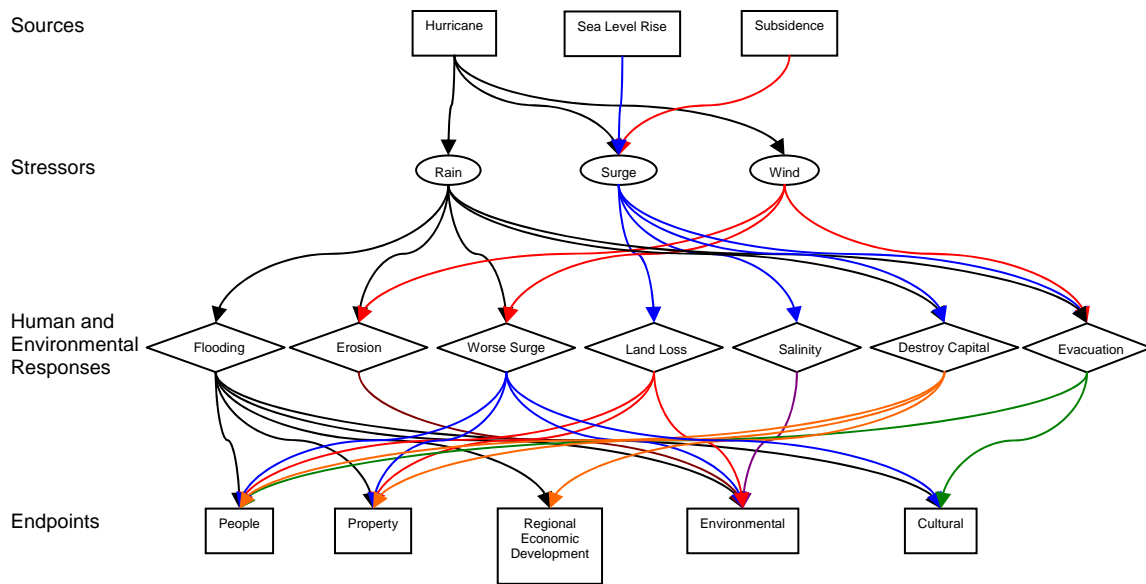 Sources
Hurricane
Sea Level Rise
Subsidence
Stressors
Rain
Surge
Wind
Human and
Environmental
Responses
Flooding
Erosion
Worse Surge
Land Loss
Salinity
Destroy Capital
Evacuation
Endpoints
People
Property
Regional
Economic
Development
Environmental
Cultural